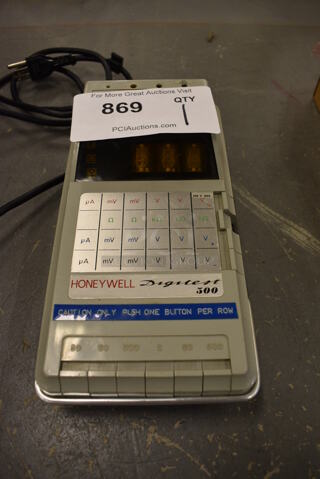 For More Great Auctions Visit
869
QTY
1
PCIAuctions.com
µA mV mV V V V
Ω Ω Ω Ω Ω
µA mV mV V V V
µA mV mV V V V
HONEYWELL Digitest
500
CAUTION ONLY PUSH ONE BUTTON PER ROW